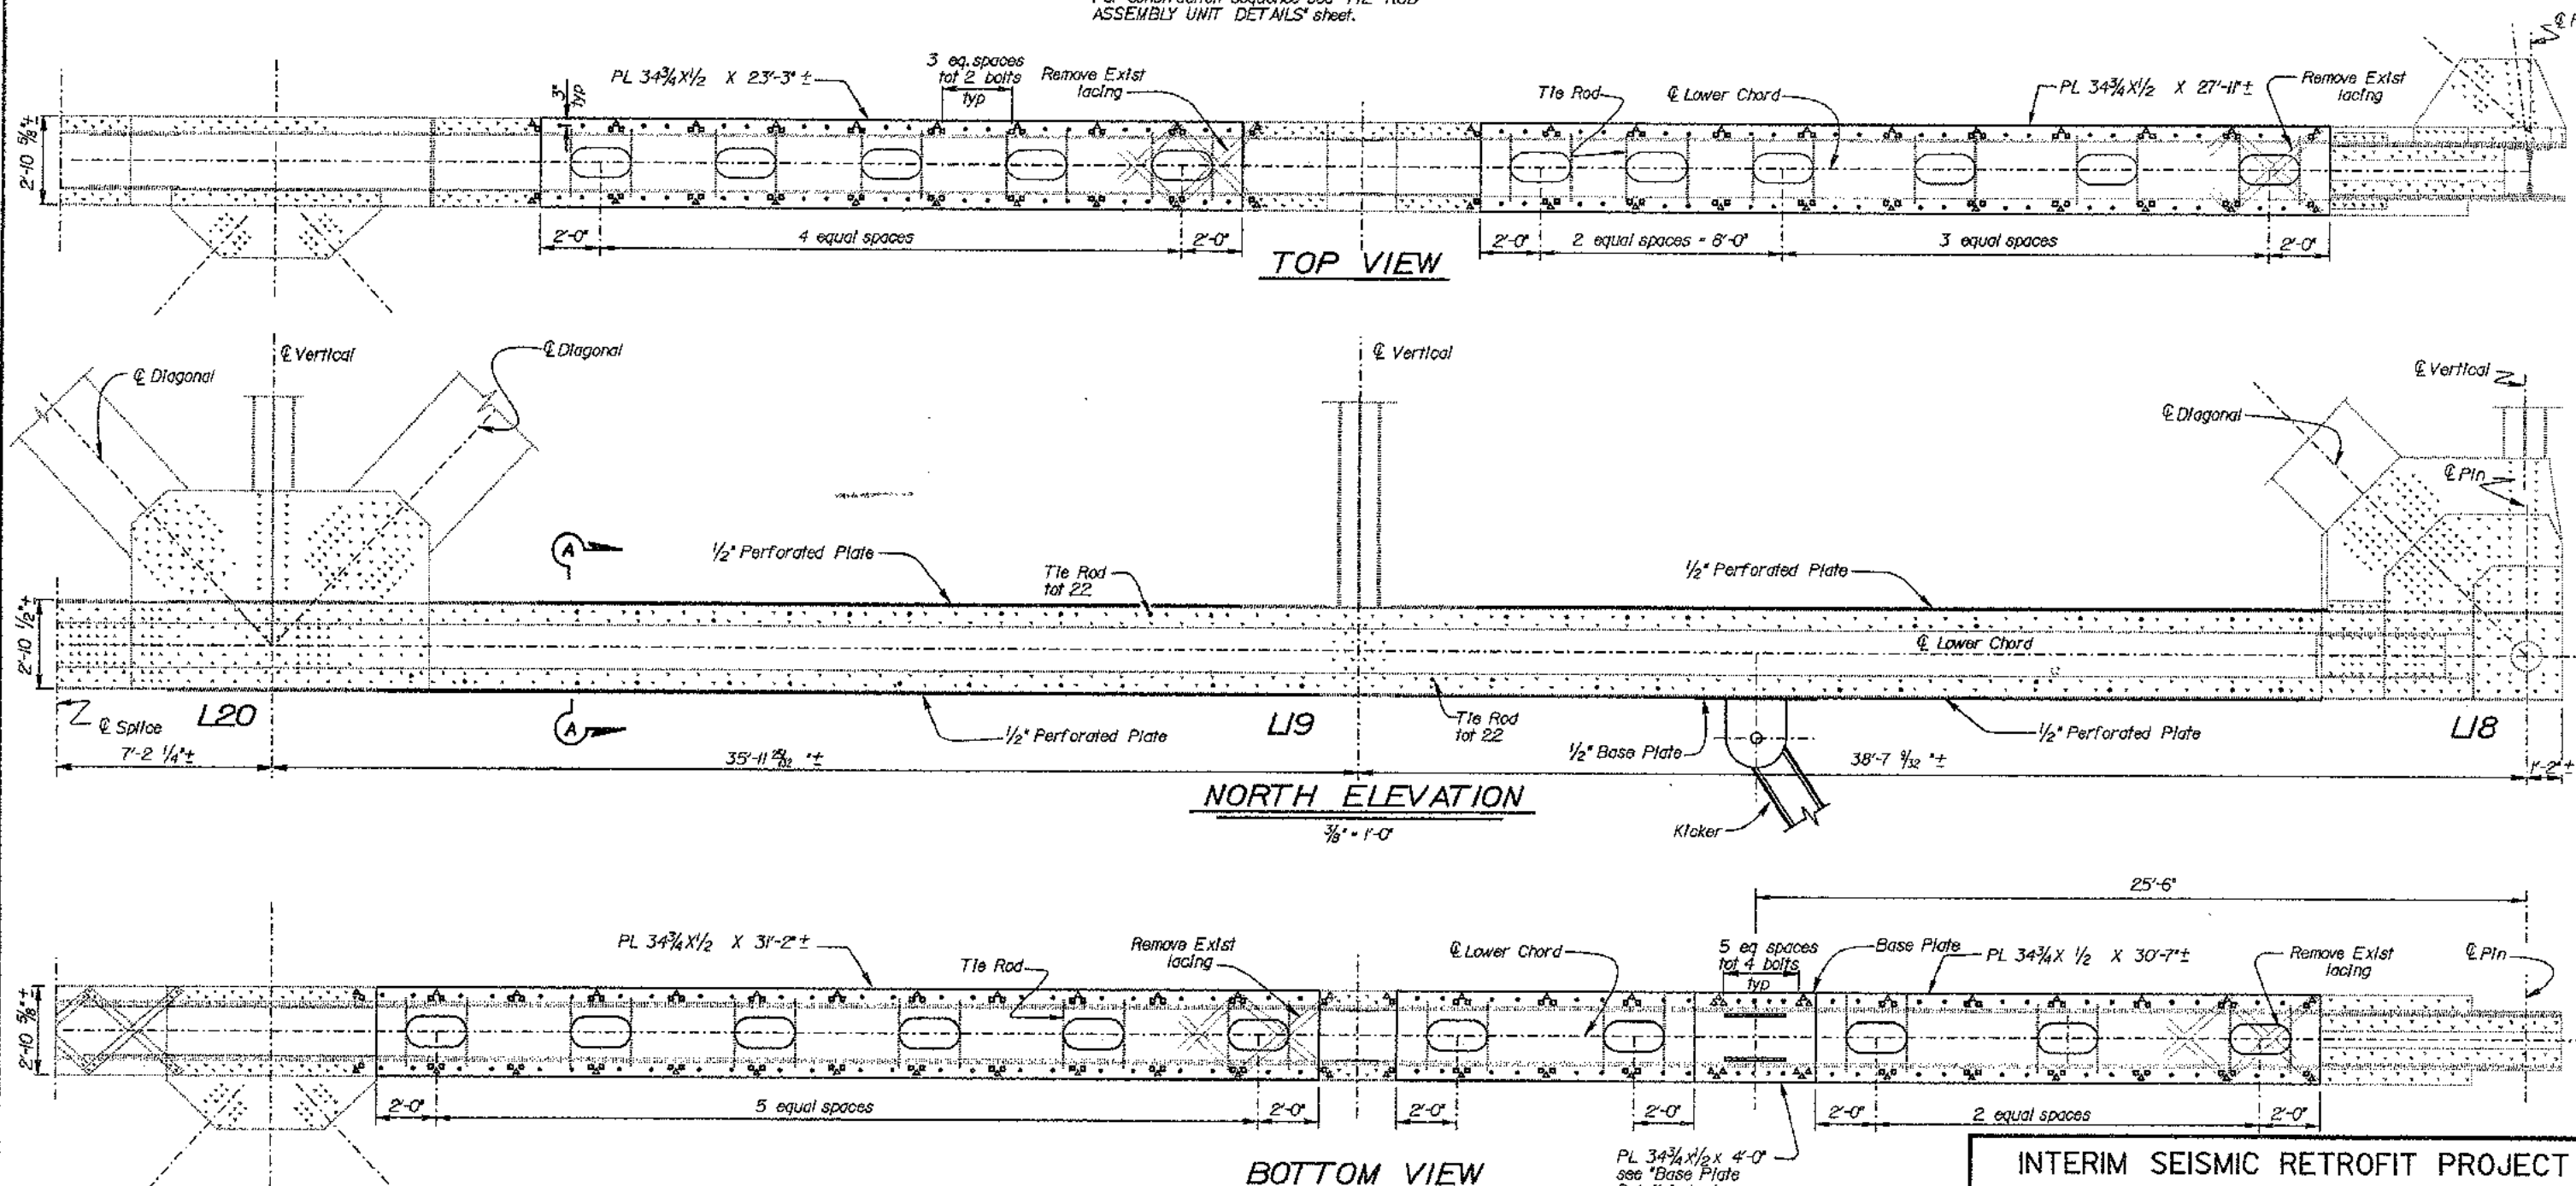 ASSEMBLY UNIT DETAILS" sheet.
PL 34¾X½ X 23'-3" ±
3" typ
3 eq. spaces
tot 2 bolts
typ
Remove Exist
lacing
Tie Rod
℄ Lower Chord
PL 34¾X½ X 27'-11" ±
Remove Exist
lacing
2'-10 ⅝" ±
2'-0"
4 equal spaces
2'-0"
2'-0"
2 equal spaces = 8'-0"
3 equal spaces
2'-0"
TOP VIEW
℄ Diagonal
℄ Vertical
℄ Diagonal
℄ Vertical
℄ Vertical
℄ Diagonal
℄ Pin
A
½" Perforated Plate
Tie Rod
tot 22
½" Perforated Plate
2'-10 ½" ±
℄ Lower Chord
℄ Splice
L20
A
½" Perforated Plate
L19
Tie Rod
tot 22
½" Base Plate
½" Perforated Plate
L18
7'-2 ¼" ±
35'-11 25/32 " ±
38'-7 9/32 " ±
1'-2" ±
NORTH ELEVATION
⅜" = 1'-0"
Kicker
25'-6"
PL 34¾X½ X 31'-2" ±
Tie Rod
Remove Exist
lacing
℄ Lower Chord
5 eq spaces
tot 4 bolts
typ
Base Plate
PL 34¾X ½ X 30'-7" ±
Remove Exist
lacing
℄ Pin
2'-10 ⅝" ±
2'-0"
5 equal spaces
2'-0"
2'-0"
2'-0"
2'-0"
2 equal spaces
2'-0"
BOTTOM VIEW
PL 34¾X½x 4'-0"
see "Base Plate
INTERIM SEISMIC RETROFIT PROJECT